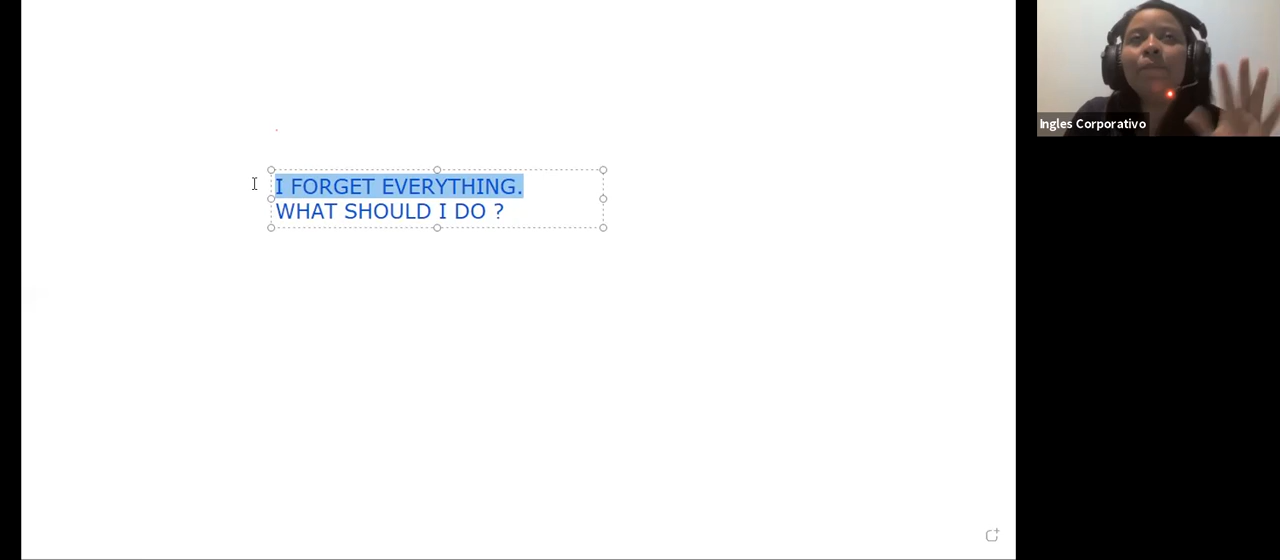 I FORGET EVERYTHING.
WHAT SHOULD I DO ?
Ingles Corporativo